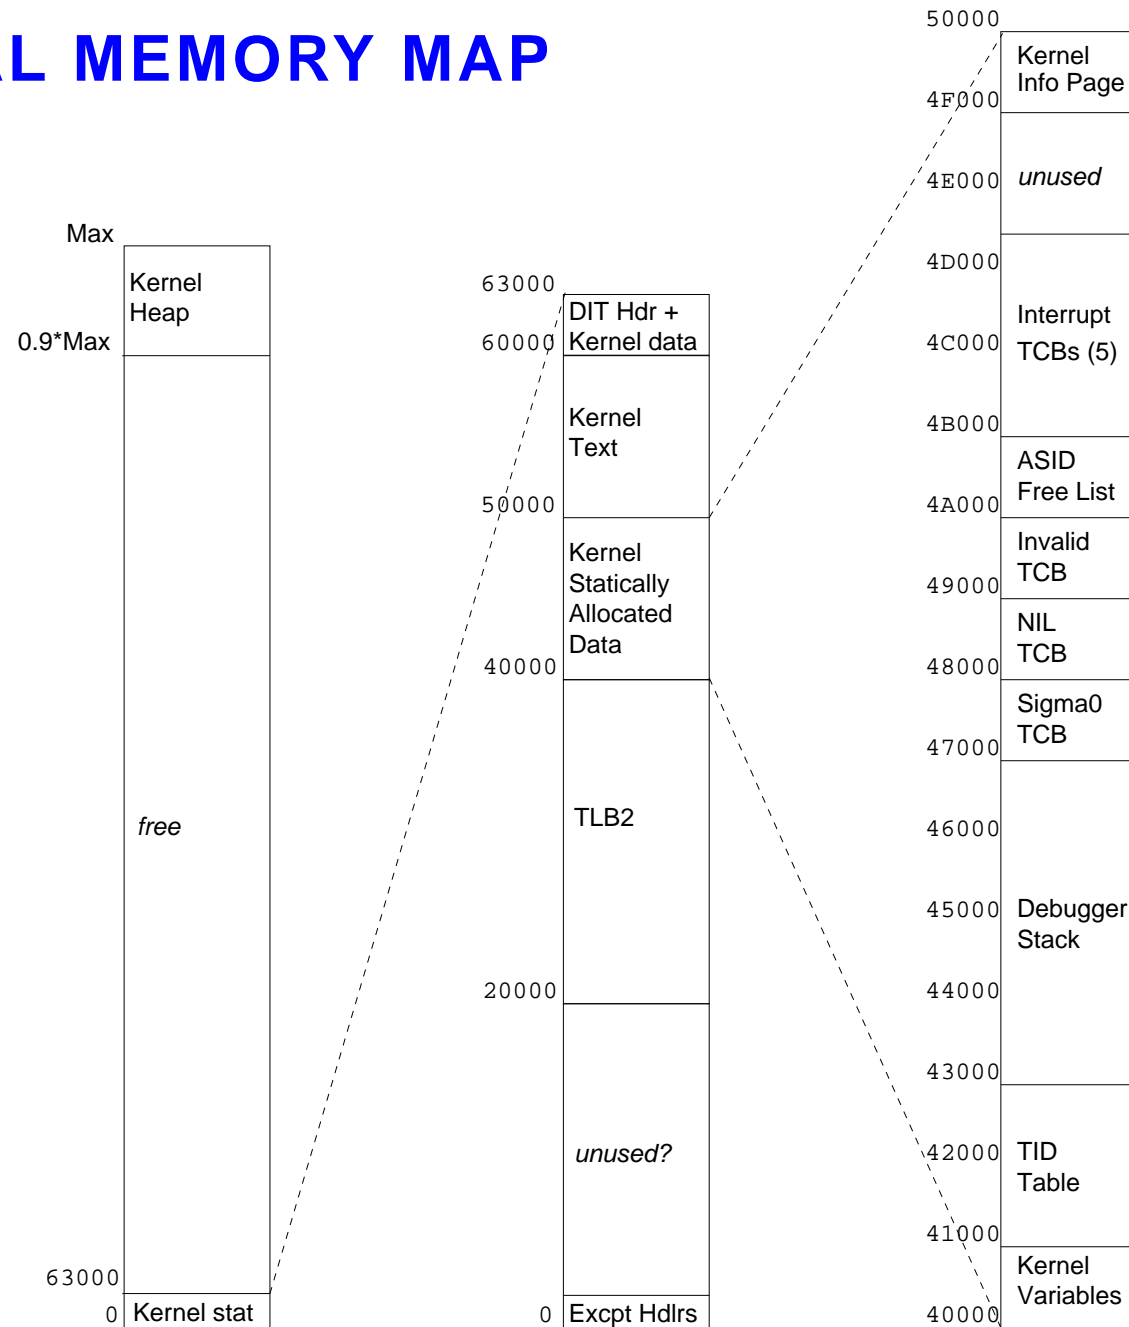 AL MEMORY MAP
Max
Kernel
Heap
0.9*Max
free
63000
0
Kernel stat
63000
DIT Hdr +
Kernel data
60000
Kernel
Text
50000
Kernel
Statically
Allocated
Data
40000
TLB2
20000
unused?
0
Excpt Hdlrs
50000
Kernel
Info Page
4F000
4E000
unused
4D000
Interrupt
TCBs (5)
4C000
4B000
ASID
Free List
4A000
Invalid
TCB
49000
NIL
TCB
48000
Sigma0
TCB
47000
46000
45000
Debugger
Stack
44000
43000
42000
TID
Table
41000
Kernel
Variables
40000